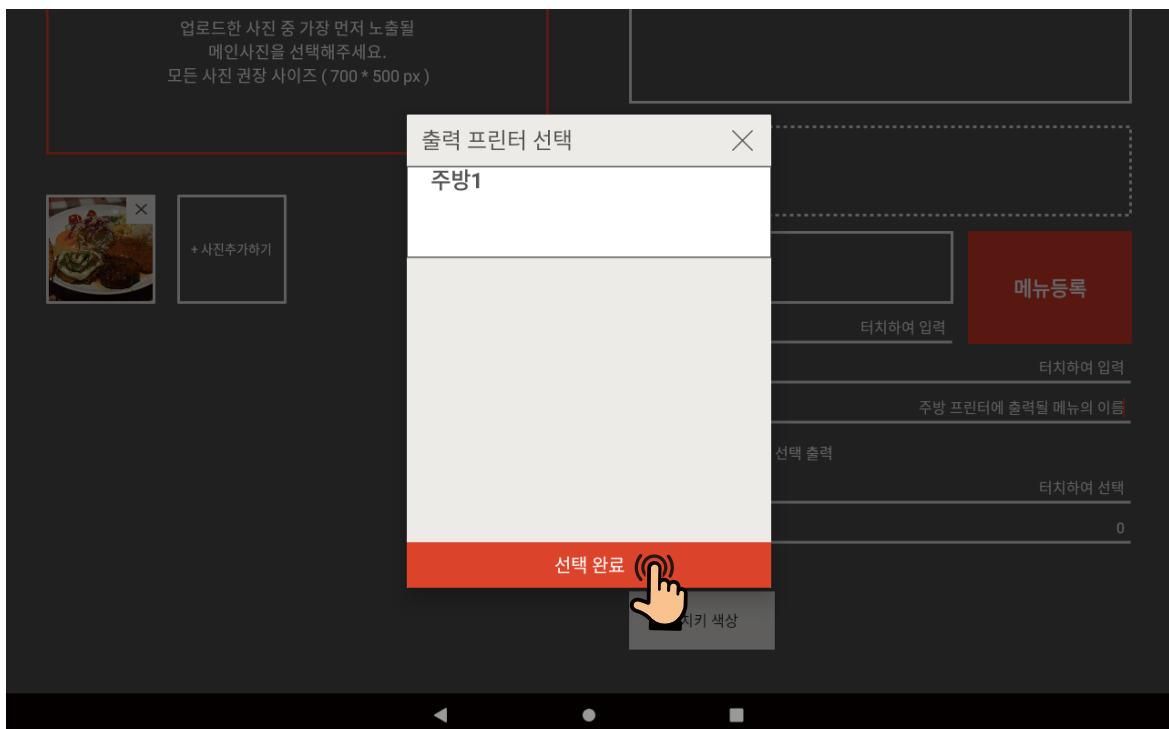 업로드한 사진 중 가장 먼저 노출될
메인사진을 선택해주세요.
모든 사진 권장 사이즈 ( 700 * 500 px )
출력 프린터 선택
주방1
+ 사진추가하기
메뉴등록
터치하여 입력
터치하여 입력
주방 프린터에 출력될 메뉴의 이름
선택 출력
터치하여 선택
0
선택 완료
치키 색상